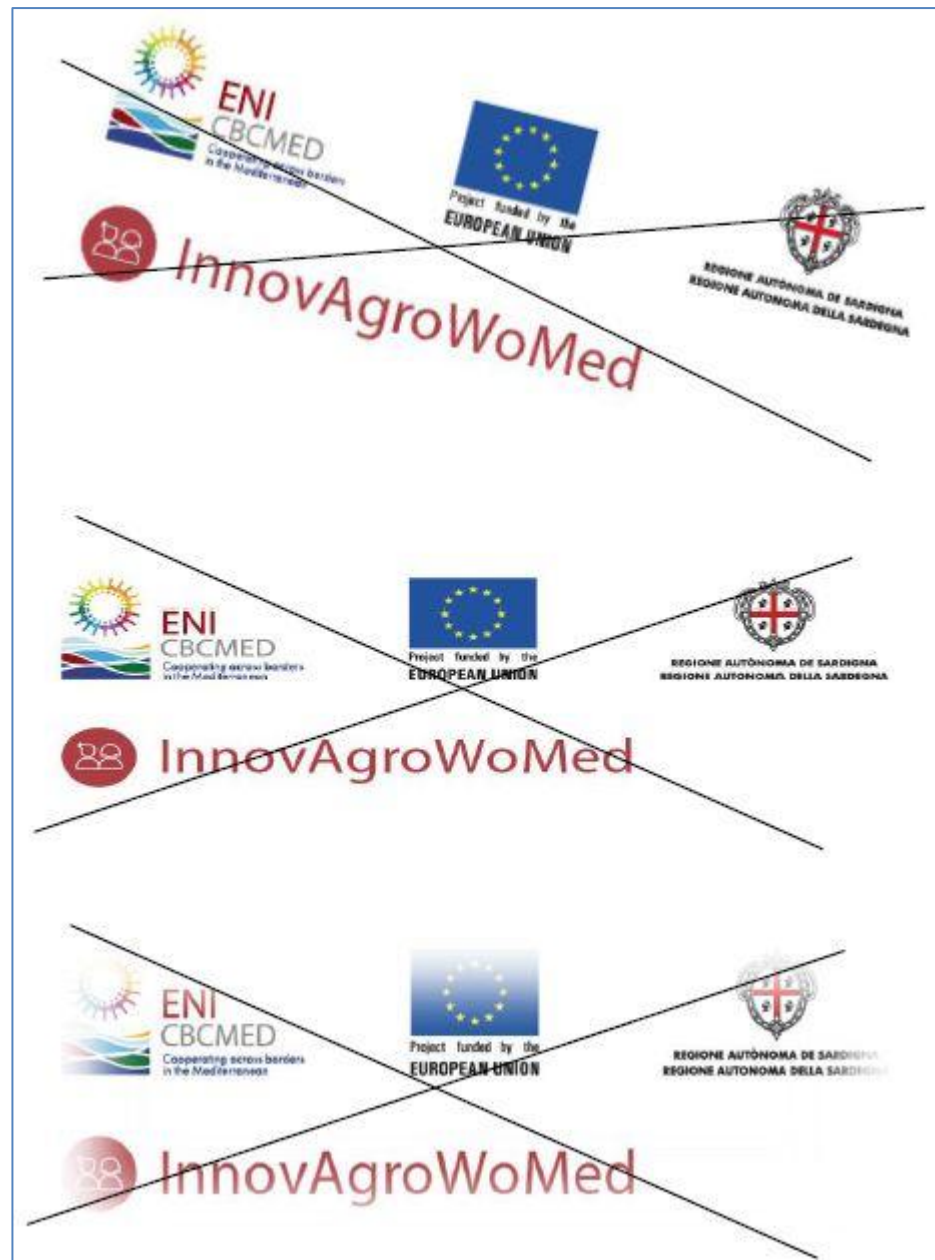 ENI
CBCMED
Cooperating across borders
in the Mediterranean
Project funded by the
EUROPEAN UNION
REGIONE AUTÒNOMA DE SARDIGNA
REGIONE AUTONOMA DELLA SARDEGNA
InnovAgroWoMed
ENI
CBCMED
Cooperating across borders
in the Mediterranean
Project funded by the
EUROPEAN UNION
REGIONE AUTÒNOMA DE SARDIGNA
REGIONE AUTONOMA DELLA SARDEGNA
InnovAgroWoMed
ENI
CBCMED
Cooperating across borders
in the Mediterranean
Project funded by the
EUROPEAN UNION
REGIONE AUTÒNOMA DE SARDIGNA
REGIONE AUTONOMA DELLA SARDEGNA
InnovAgroWoMed